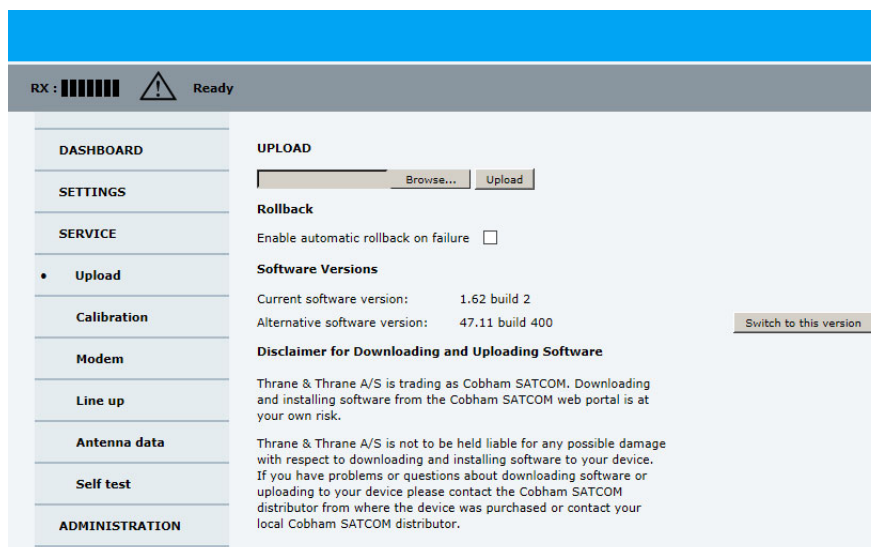 RX : Ready
DASHBOARD
SETTINGS
SERVICE
• Upload
Calibration
Modem
Line up
Antenna data
Self test
ADMINISTRATION
UPLOAD
Browse... Upload
Rollback
Enable automatic rollback on failure
Software Versions
Current software version: 1.62 build 2
Alternative software version: 47.11 build 400 Switch to this version
Disclaimer for Downloading and Uploading Software
Thrane & Thrane A/S is trading as Cobham SATCOM. Downloading
and installing software from the Cobham SATCOM web portal is at
your own risk.
Thrane & Thrane A/S is not to be held liable for any possible damage
with respect to downloading and installing software to your device.
If you have problems or questions about downloading software or
uploading to your device please contact the Cobham SATCOM
distributor from where the device was purchased or contact your
local Cobham SATCOM distributor.